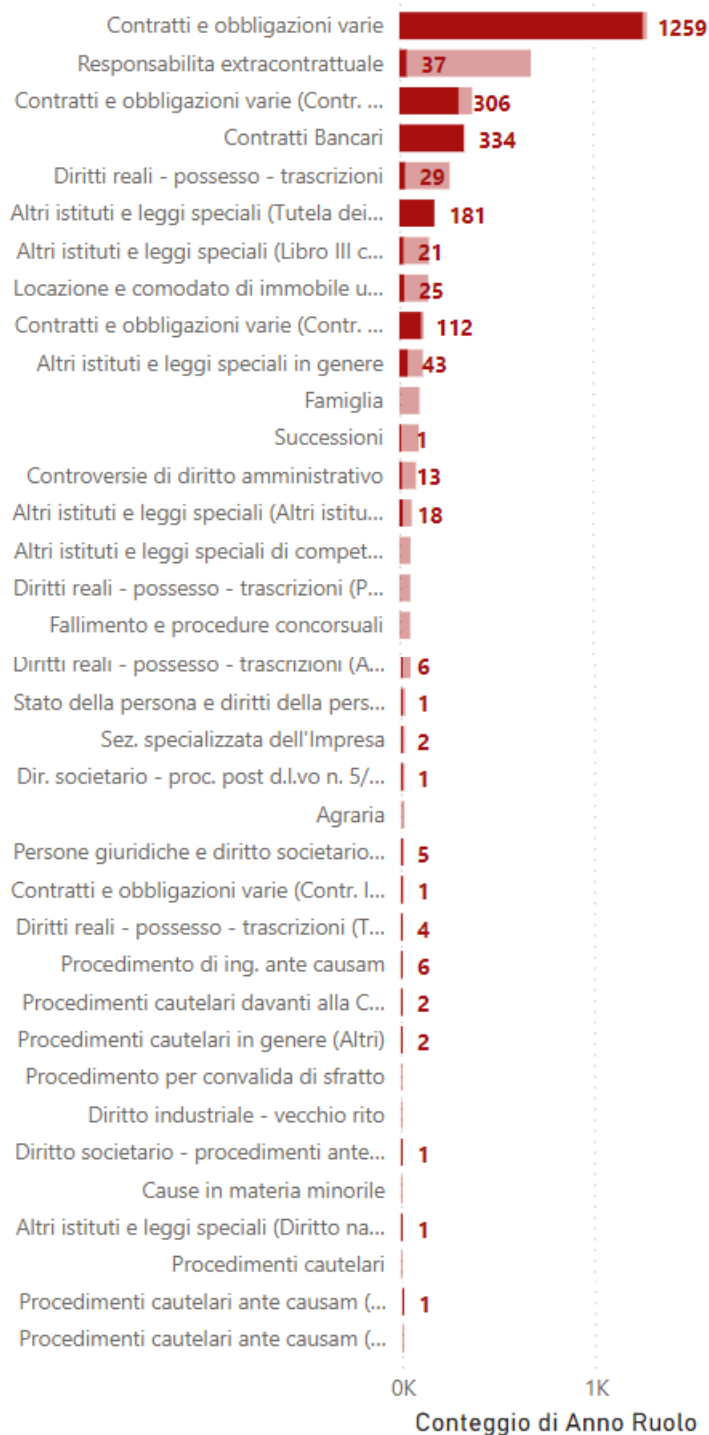 Contratti e obbligazioni varie 1259
Responsabilita extracontrattuale 37
Contratti e obbligazioni varie (Contr. ... 306
Contratti Bancari 334
Diritti reali - possesso - trascrizioni 29
Altri istituti e leggi speciali (Tutela dei... 181
Altri istituti e leggi speciali (Libro III c... 21
Locazione e comodato di immobile u... 25
Contratti e obbligazioni varie (Contr. ... 112
Altri istituti e leggi speciali in genere 43
Famiglia
Successioni 1
Controversie di diritto amministrativo 13
Altri istituti e leggi speciali (Altri istitu... 18
Altri istituti e leggi speciali di compet...
Diritti reali - possesso - trascrizioni (P...
Fallimento e procedure concorsuali
Diritti reali - possesso - trascrizioni (A... 6
Stato della persona e diritti della pers... 1
Sez. specializzata dell'Impresa 2
Dir. societario - proc. post d.l.vo n. 5/... 1
Agraria
Persone giuridiche e diritto societario... 5
Contratti e obbligazioni varie (Contr. I... 1
Diritti reali - possesso - trascrizioni (T... 4
Procedimento di ing. ante causam 6
Procedimenti cautelari davanti alla C... 2
Procedimenti cautelari in genere (Altri) 2
Procedimento per convalida di sfratto
Diritto industriale - vecchio rito
Diritto societario - procedimenti ante... 1
Cause in materia minorile
Altri istituti e leggi speciali (Diritto na... 1
Procedimenti cautelari
Procedimenti cautelari ante causam (... 1
Procedimenti cautelari ante causam (...
0K 1K
Conteggio di Anno Ruolo